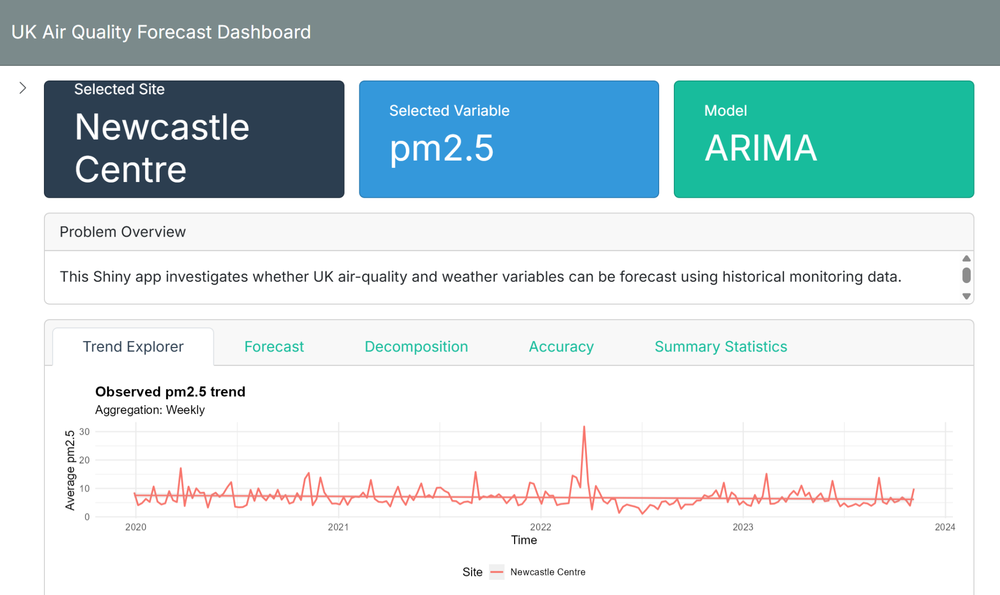 UK Air Quality Forecast Dashboard
Selected Site
Newcastle
Centre
Selected Variable
pm2.5
Model
ARIMA
Problem Overview
This Shiny app investigates whether UK air-quality and weather variables can be forecast using historical monitoring data.
Trend Explorer
Forecast
Decomposition
Accuracy
Summary Statistics
Observed pm2.5 trend
Aggregation: Weekly
Average pm2.5
30
20
10
0
2020
2021
2022
2023
2024
Time
Site
Newcastle Centre